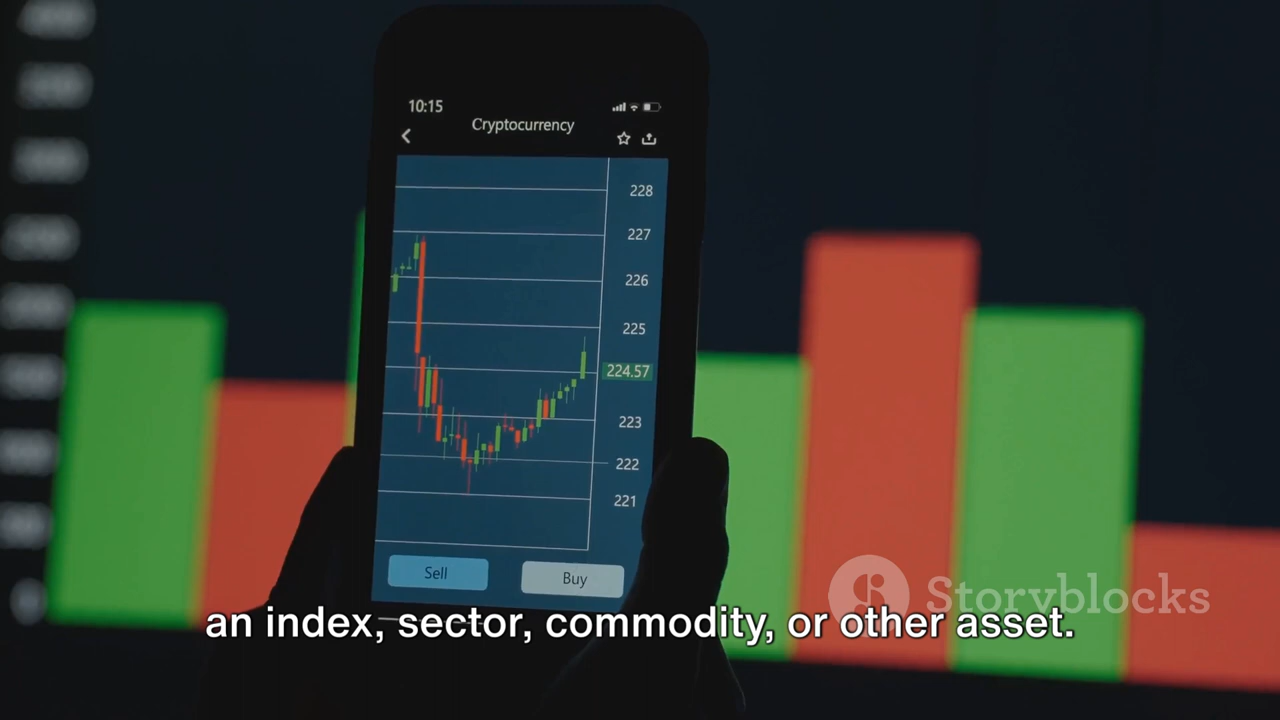 10:15
Cryptocurrency
228
227
226
225
224.57
223
222
221
Sell
Buy
Storyblocks
an index, sector, commodity, or other asset.